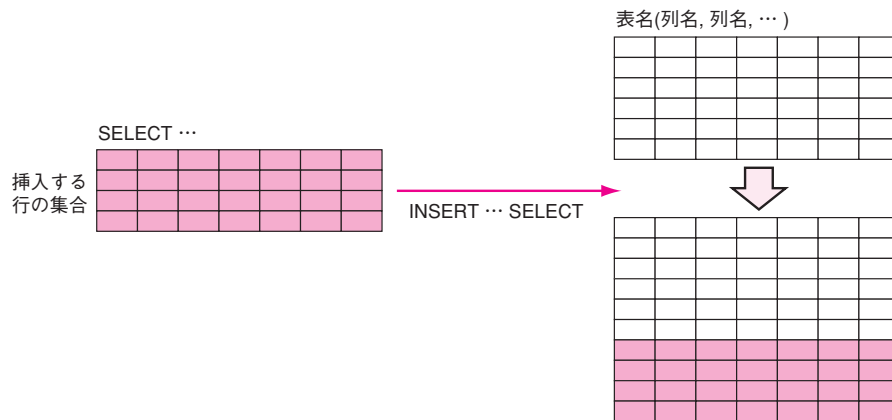 表名(列名, 列名, … )
SELECT …
挿入する
行の集合
INSERT … SELECT